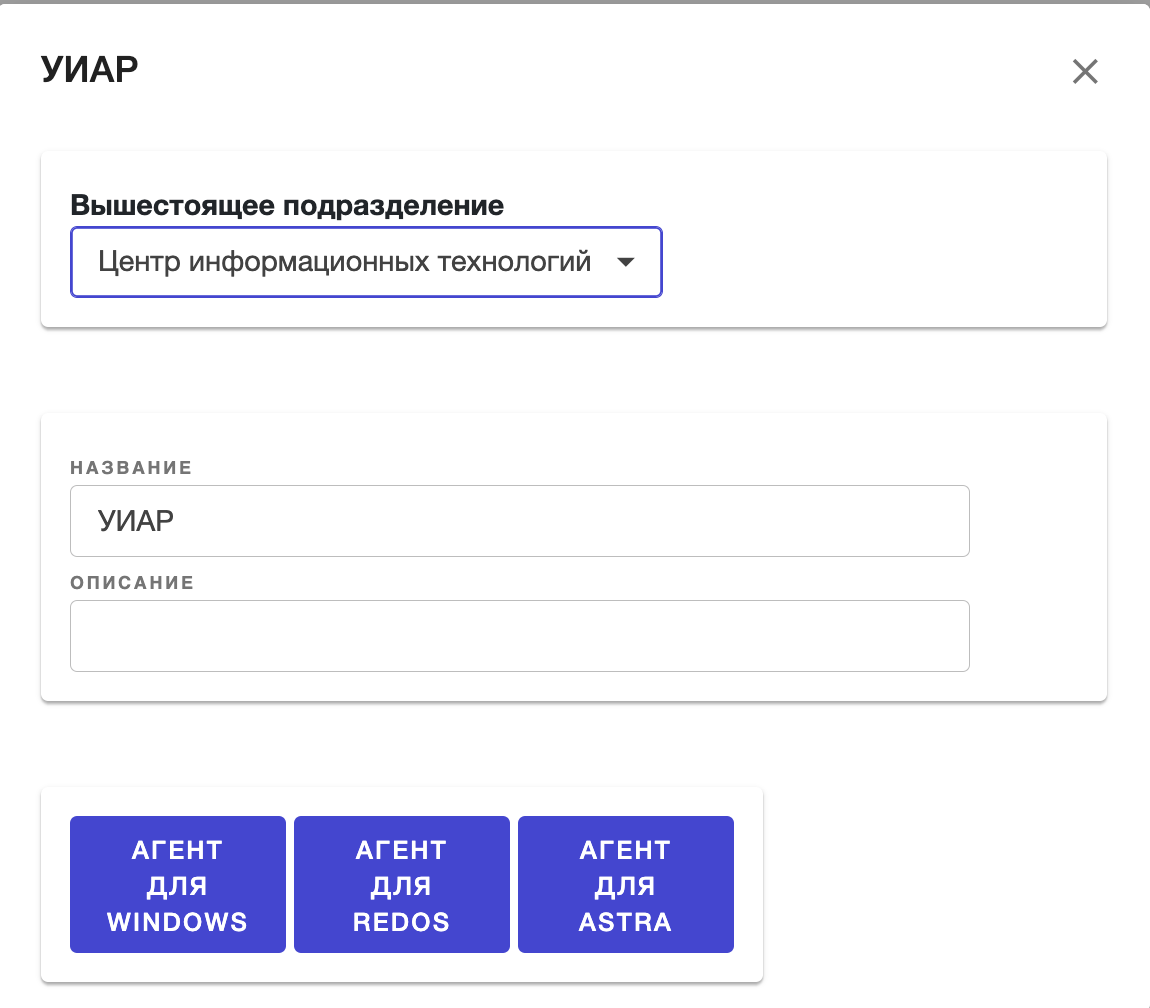 УИАР
Вышестоящее подразделение
Центр информационных технологий
НАЗВАНИЕ
УИАР
ОПИСАНИЕ
АГЕНТ ДЛЯ WINDOWS
АГЕНТ ДЛЯ REDOS
АГЕНТ ДЛЯ ASTRA